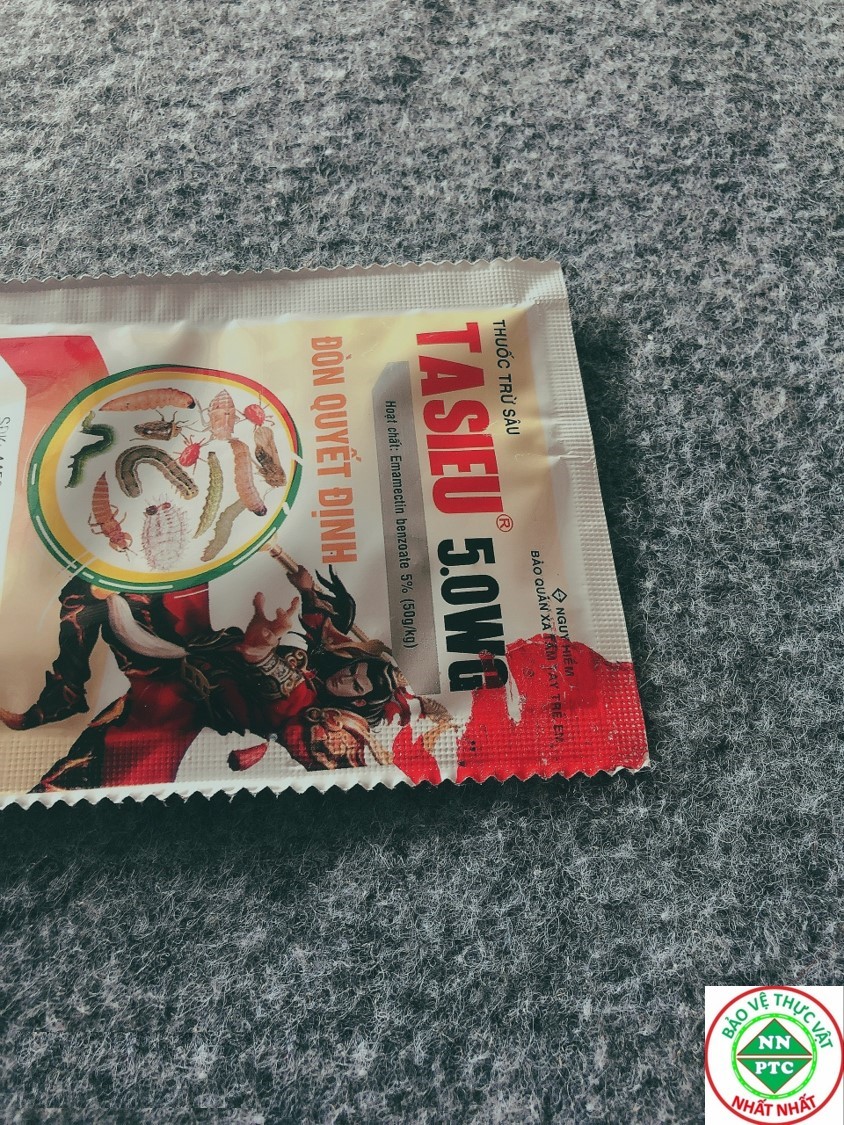 THUỐC TRỪ SÂU
TASIEU® 5.0WG
Hoạt chất: Emamectin benzoate 5% (50g/kg)
ĐÒN QUYẾT ĐỊNH
NGUY HIỂM
BẢO QUẢN XA TẦM TAY TRẺ EM
BẢO VỆ THỰC VẬT
NN
PTC
NHẤT NHẤT